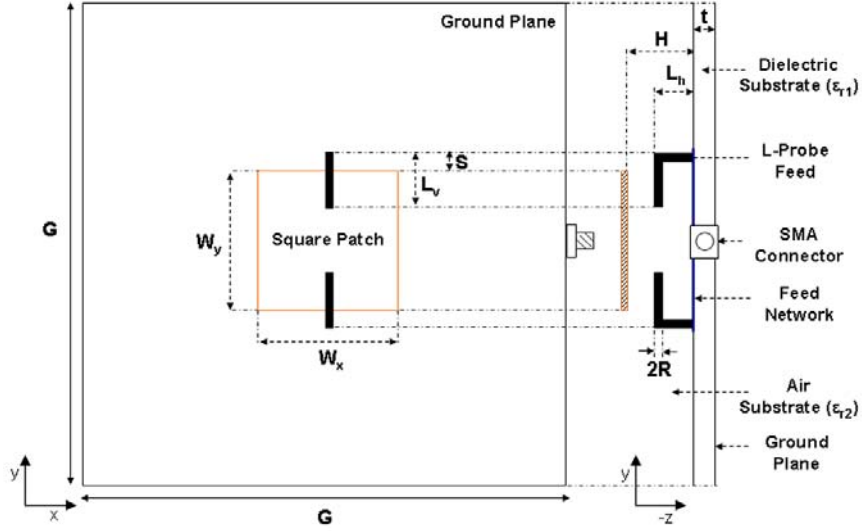 Ground Plane
t
H
Dielectric
Substrate (εr1)
Lh
L-Probe
Feed
S
Lv
G
Wy
Square Patch
SMA
Connector
Feed
Network
Wx
2R
Air
Substrate (εr2)
Ground
Plane
y
x
y
-z
G